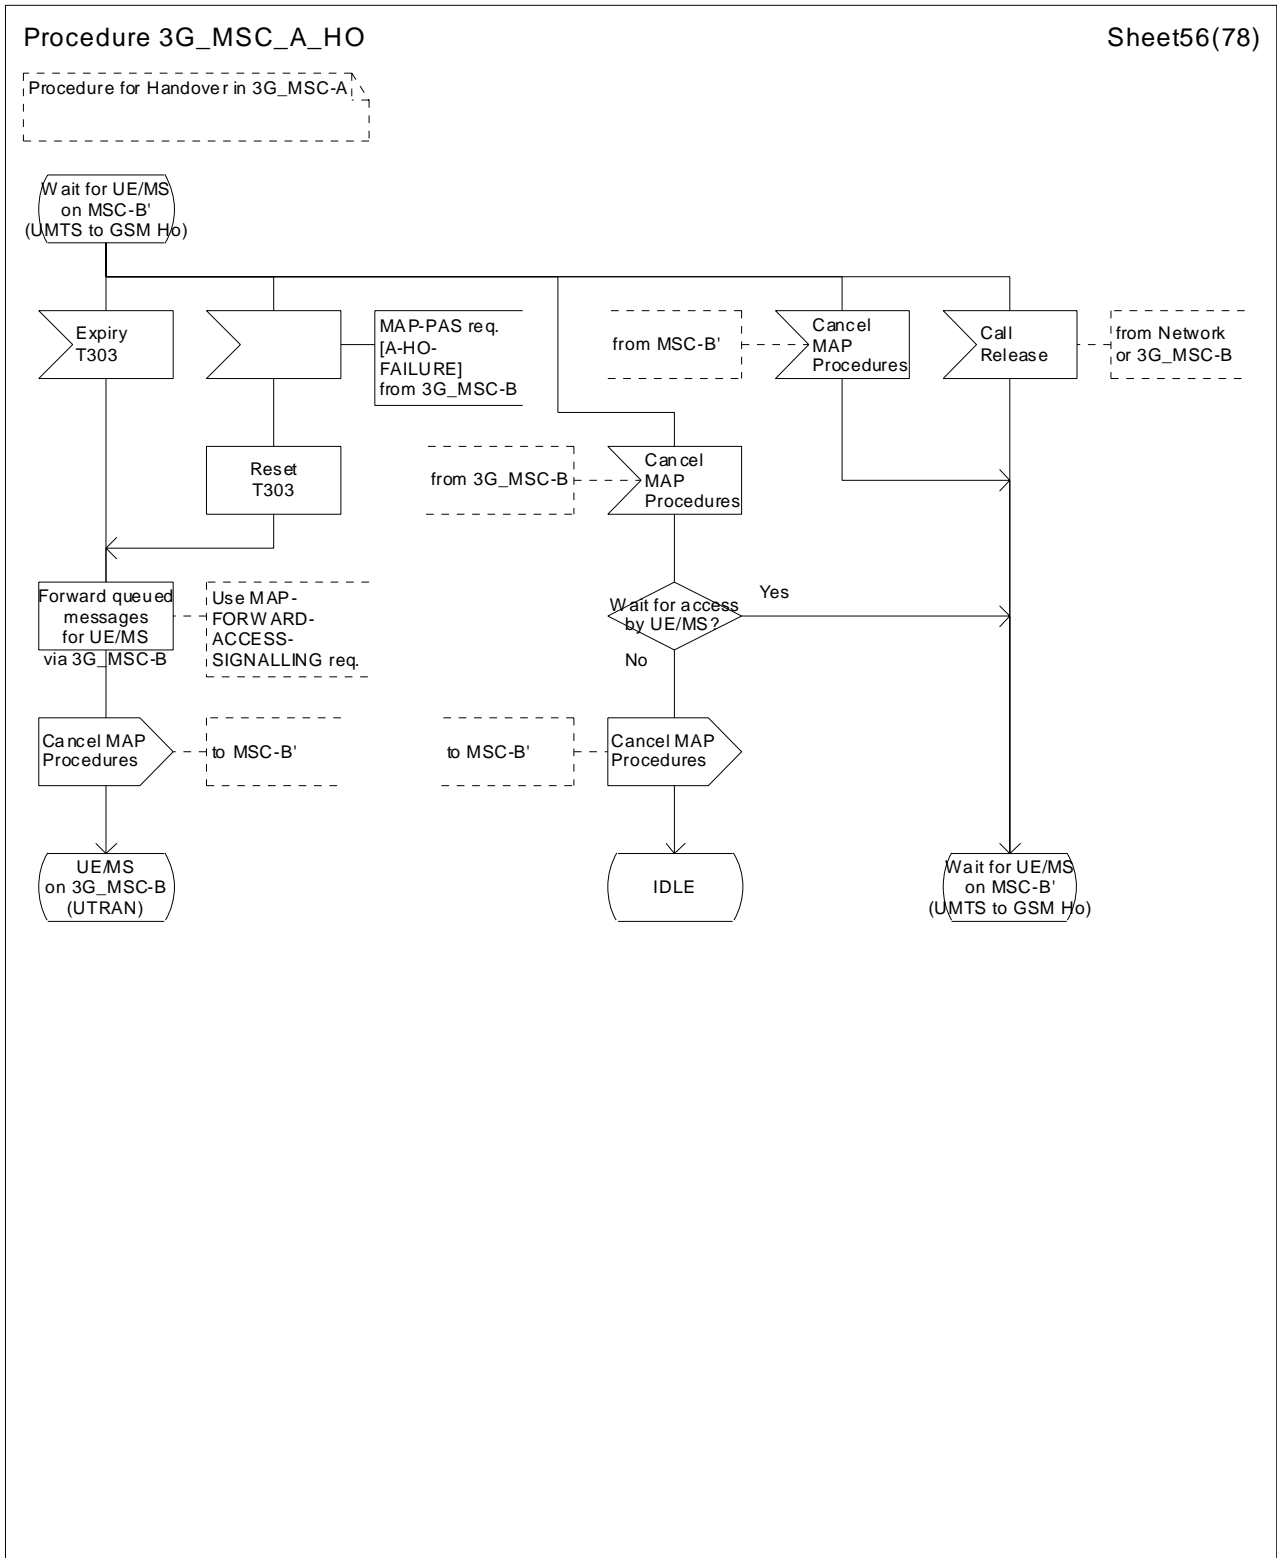 Procedure 3G_MSC_A_HO
Sheet56(78)
Procedure for Handover in 3G_MSC-A
Wait for UE/MS
on MSC-B'
(UMTS to GSM Ho)
Expiry
T303
MAP-PAS req.
[A-HO-
FAILURE]
from 3G_MSC-B
from MSC-B'
Cancel
MAP
Procedures
Call
Release
from Network
or 3G_MSC-B
Reset
T303
from 3G_MSC-B
Cancel
MAP
Procedures
Forward queued
messages
for UE/MS
via 3G_MSC-B
Use MAP-
FORWARD-
ACCESS-
SIGNALLING req.
Wait for access
by UE/MS?
Yes
No
Cancel MAP
Procedures
to MSC-B'
to MSC-B'
Cancel MAP
Procedures
UE/MS
on 3G_MSC-B
(UTRAN)
IDLE
Wait for UE/MS
on MSC-B'
(UMTS to GSM Ho)